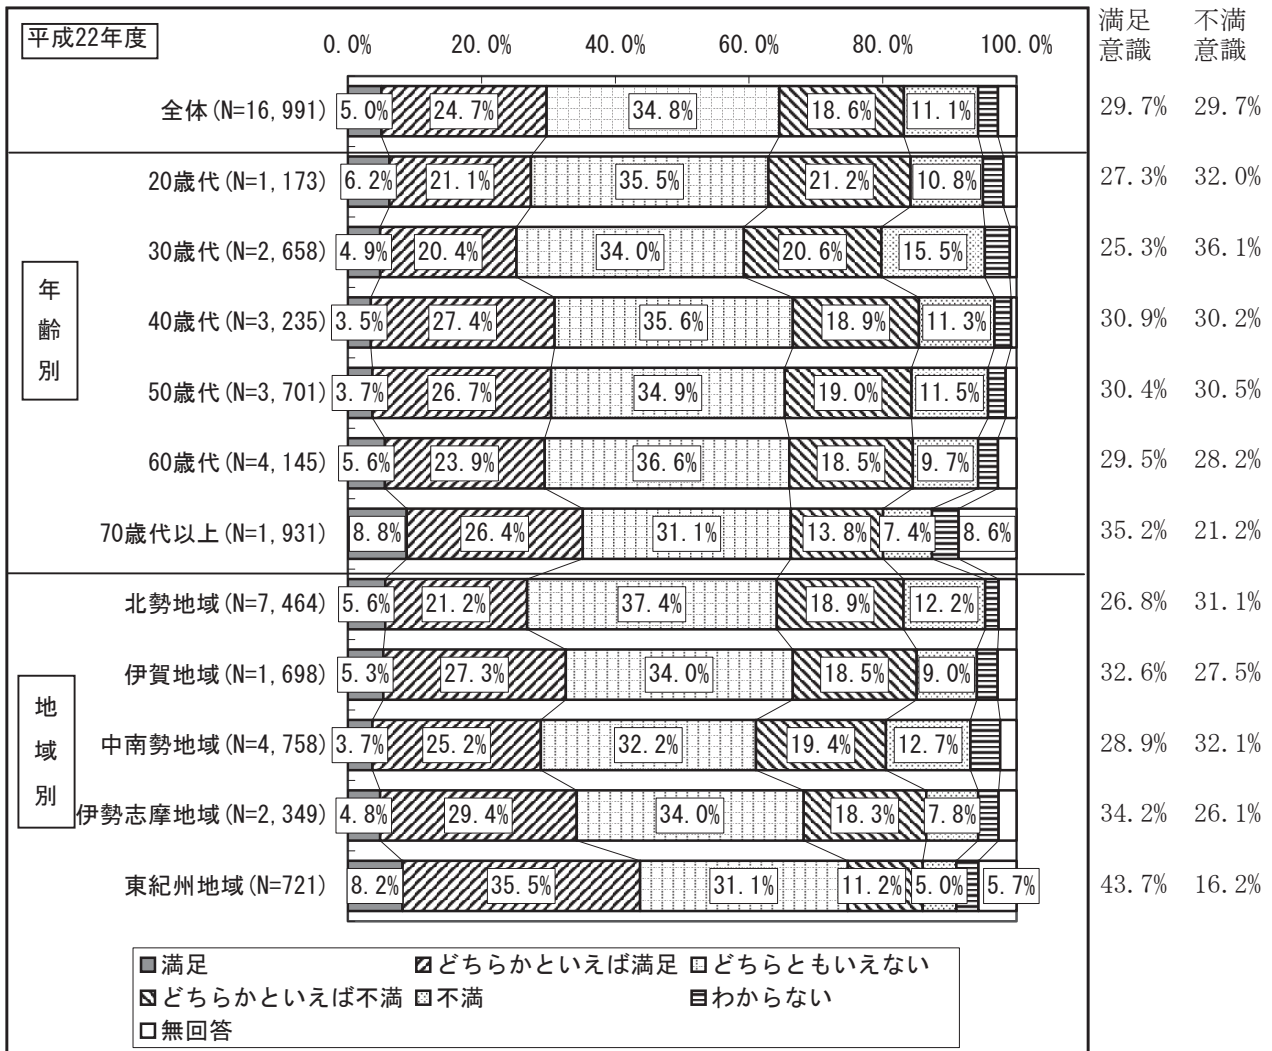 平成22年度
0.0% 20.0% 40.0% 60.0% 80.0% 100.0%
満足意識 不満意識
全体(N=16,991) 5.0% 24.7% 34.8% 18.6% 11.1% 29.7% 29.7%
年齢別
20歳代(N=1,173) 6.2% 21.1% 35.5% 21.2% 10.8% 27.3% 32.0%
30歳代(N=2,658) 4.9% 20.4% 34.0% 20.6% 15.5% 25.3% 36.1%
40歳代(N=3,235) 3.5% 27.4% 35.6% 18.9% 11.3% 30.9% 30.2%
50歳代(N=3,701) 3.7% 26.7% 34.9% 19.0% 11.5% 30.4% 30.5%
60歳代(N=4,145) 5.6% 23.9% 36.6% 18.5% 9.7% 29.5% 28.2%
70歳代以上(N=1,931) 8.8% 26.4% 31.1% 13.8% 7.4% 8.6% 35.2% 21.2%
地域別
北勢地域(N=7,464) 5.6% 21.2% 37.4% 18.9% 12.2% 26.8% 31.1%
伊賀地域(N=1,698) 5.3% 27.3% 34.0% 18.5% 9.0% 32.6% 27.5%
中南勢地域(N=4,758) 3.7% 25.2% 32.2% 19.4% 12.7% 28.9% 32.1%
伊勢志摩地域(N=2,349) 4.8% 29.4% 34.0% 18.3% 7.8% 34.2% 26.1%
東紀州地域(N=721) 8.2% 35.5% 31.1% 11.2% 5.0% 5.7% 43.7% 16.2%
満足 どちらかといえば満足 どちらともいえない
どちらかといえば不満 不満 わからない
無回答